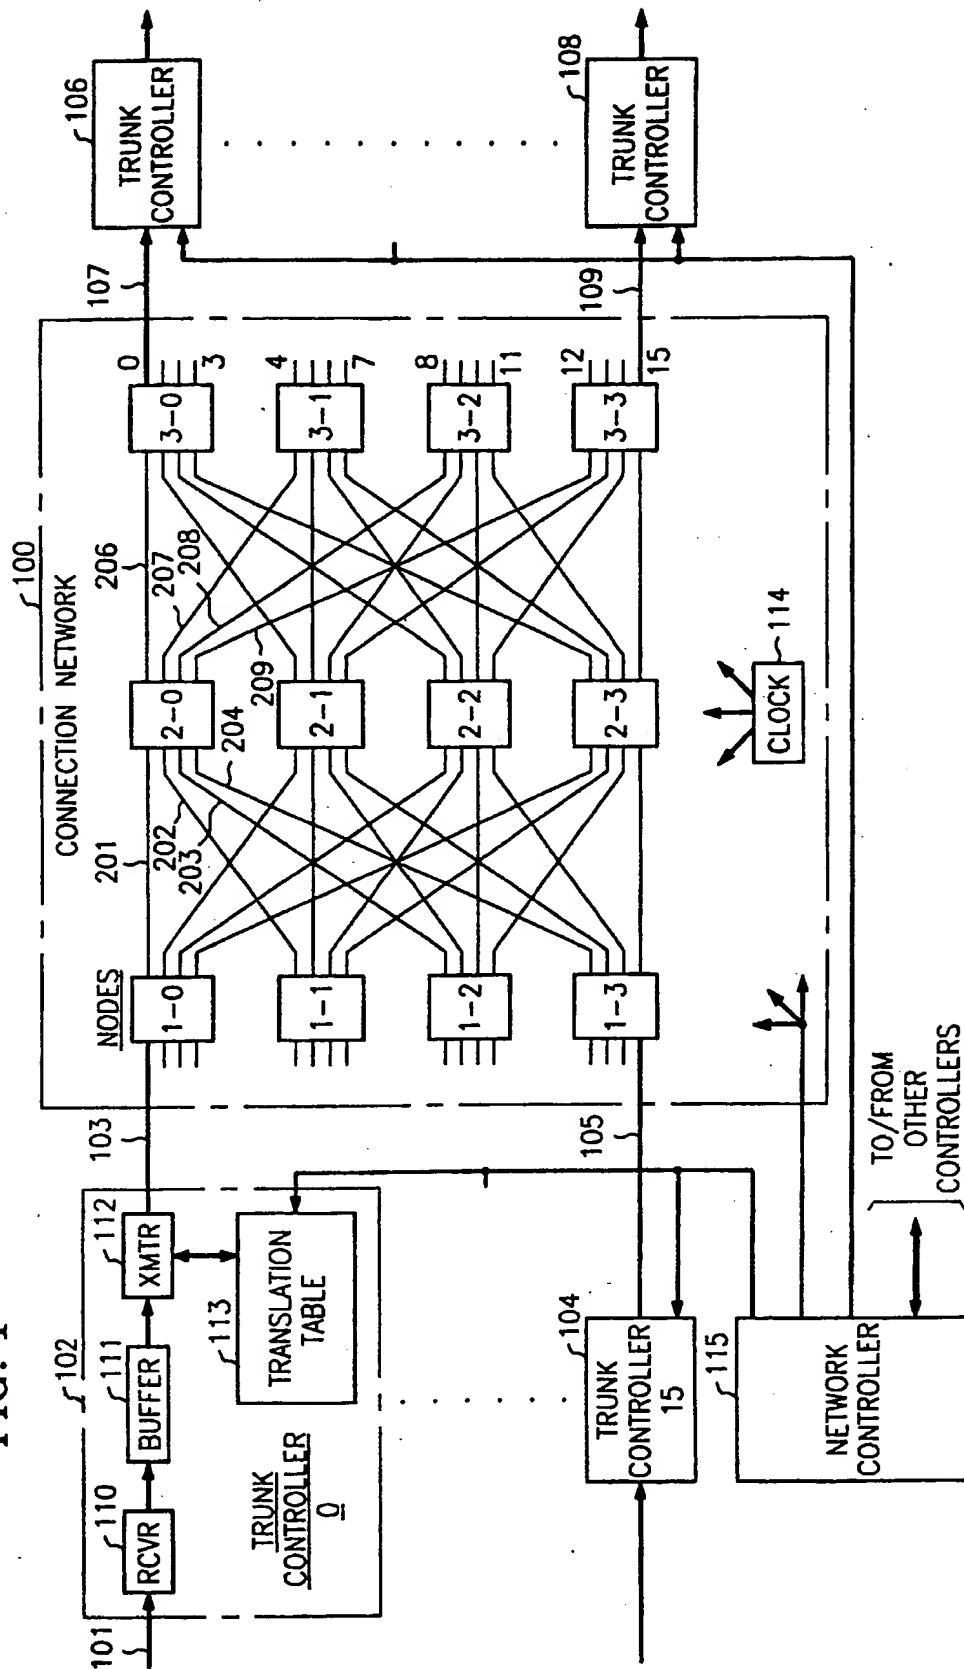 FIG. 1
101
110
RCVR
111
BUFFER
112
XMTR
102
113
TRANSLATION
TABLE
TRUNK
CONTROLLER
0
103
104
TRUNK
CONTROLLER
15
105
115
NETWORK
CONTROLLER
TO/FROM
OTHER
CONTROLLERS
100
CONNECTION NETWORK
NODES
1-0
1-1
1-2
1-3
201
202
203
204
2-0
2-1
2-2
2-3
206
207
208
209
3-0
3-1
3-2
3-3
0
3
4
7
8
11
12
15
114
CLOCK
107
109
106
TRUNK
CONTROLLER
108
TRUNK
CONTROLLER